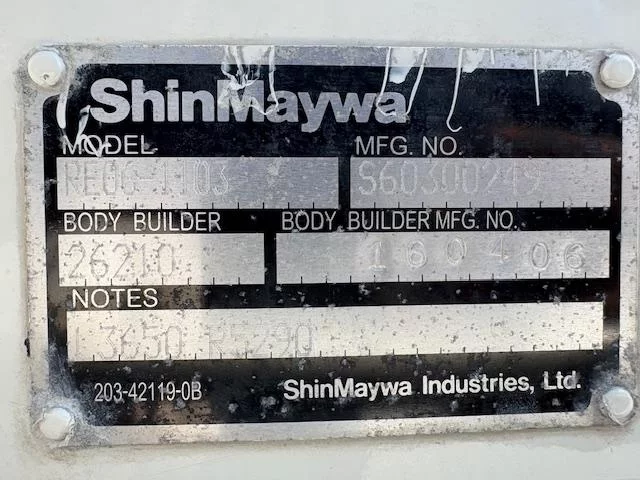 ShinMaywa
MODEL MFG. NO.
RE06-1103 S60300219
BODY BUILDER BODY BUILDER MFG. NO.
26210 160406
NOTES
L3650 R5290
203-42119-0B ShinMaywa Industries, Ltd.